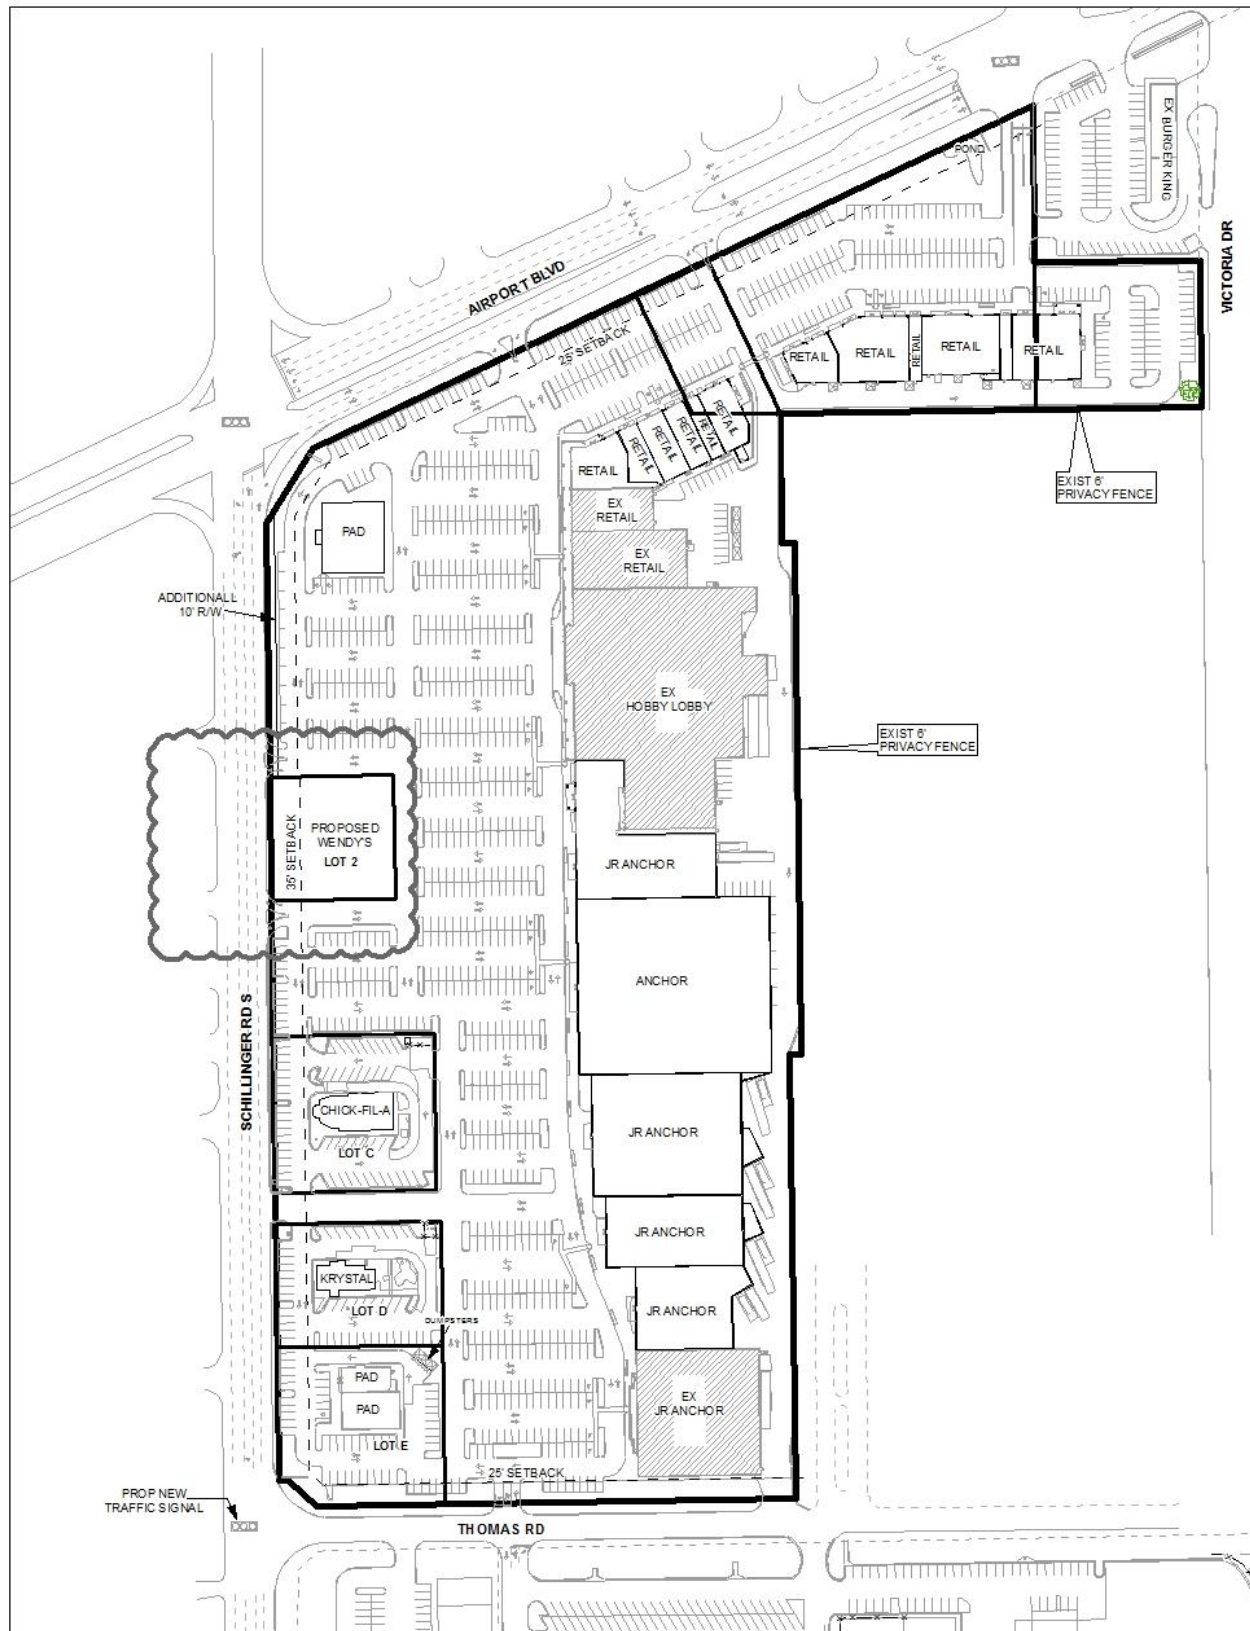 POND
EX BURGER KING
VICTORIA DR
AIRPORT BLVD
25' SETBACK
RETAIL
RETAIL
RETAIL
RETAIL
RETAIL
RETAIL
RETAIL
RETAIL
RETAIL
RETAIL
RETAIL
EXIST 6'
PRIVACY FENCE
EX
RETAIL
EX
RETAIL
PAD
ADDITIONALL
10' R/W
EX
HOBBY LOBBY
EXIST 6'
PRIVACY FENCE
35' SETBACK
PROPOSED
WENDY'S
LOT 2
JR ANCHOR
ANCHOR
SCHILLINGER RD S
CHICK-FIL-A
LOT C
JR ANCHOR
JR ANCHOR
KRYSTAL
LOT D
DUMPSTERS
JR ANCHOR
PAD
PAD
LOT E
EX
JR ANCHOR
25' SETBACK
PROP NEW
TRAFFIC SIGNAL
THOMAS RD